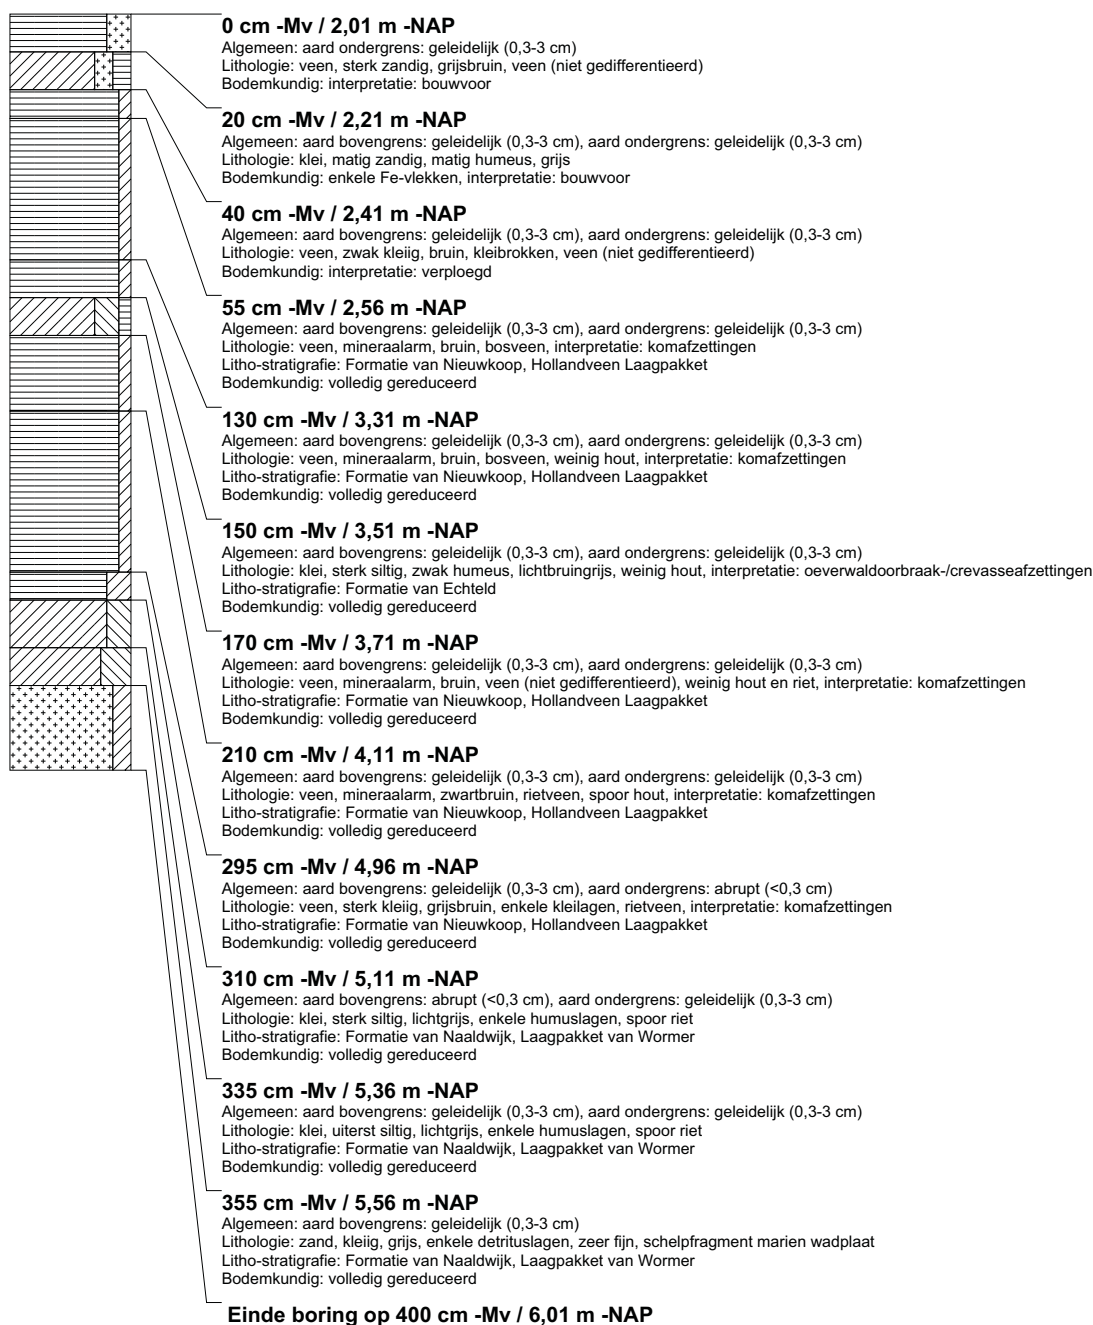 0 cm -Mv / 2,01 m -NAP
Algemeen: aard ondergrens: geleidelijk (0,3-3 cm)
Lithologie: veen, sterk zandig, grijsbruin, veen (niet gedifferentieerd)
Bodemkundig: interpretatie: bouwvoor
20 cm -Mv / 2,21 m -NAP
Algemeen: aard bovengrens: geleidelijk (0,3-3 cm), aard ondergrens: geleidelijk (0,3-3 cm)
Lithologie: klei, matig zandig, matig humeus, grijs
Bodemkundig: enkele Fe-vlekken, interpretatie: bouwvoor
40 cm -Mv / 2,41 m -NAP
Algemeen: aard bovengrens: geleidelijk (0,3-3 cm), aard ondergrens: geleidelijk (0,3-3 cm)
Lithologie: veen, zwak kleiig, bruin, kleibrokken, veen (niet gedifferentieerd)
Bodemkundig: interpretatie: verploegd
55 cm -Mv / 2,56 m -NAP
Algemeen: aard bovengrens: geleidelijk (0,3-3 cm), aard ondergrens: geleidelijk (0,3-3 cm)
Lithologie: veen, mineraalarm, bruin, bosveen, interpretatie: komafzettingen
Litho-stratigrafie: Formatie van Nieuwkoop, Hollandveen Laagpakket
Bodemkundig: volledig gereduceerd
130 cm -Mv / 3,31 m -NAP
Algemeen: aard bovengrens: geleidelijk (0,3-3 cm), aard ondergrens: geleidelijk (0,3-3 cm)
Lithologie: veen, mineraalarm, bruin, bosveen, weinig hout, interpretatie: komafzettingen
Litho-stratigrafie: Formatie van Nieuwkoop, Hollandveen Laagpakket
Bodemkundig: volledig gereduceerd
150 cm -Mv / 3,51 m -NAP
Algemeen: aard bovengrens: geleidelijk (0,3-3 cm), aard ondergrens: geleidelijk (0,3-3 cm)
Lithologie: klei, sterk siltig, zwak humeus, lichtbruingrijs, weinig hout, interpretatie: oeverwaldoorbraak-/crevasseafzettingen
Litho-stratigrafie: Formatie van Echteld
Bodemkundig: volledig gereduceerd
170 cm -Mv / 3,71 m -NAP
Algemeen: aard bovengrens: geleidelijk (0,3-3 cm), aard ondergrens: geleidelijk (0,3-3 cm)
Lithologie: veen, mineraalarm, bruin, veen (niet gedifferentieerd), weinig hout en riet, interpretatie: komafzettingen
Litho-stratigrafie: Formatie van Nieuwkoop, Hollandveen Laagpakket
Bodemkundig: volledig gereduceerd
210 cm -Mv / 4,11 m -NAP
Algemeen: aard bovengrens: geleidelijk (0,3-3 cm), aard ondergrens: geleidelijk (0,3-3 cm)
Lithologie: veen, mineraalarm, zwartbruin, rietveen, spoor hout, interpretatie: komafzettingen
Litho-stratigrafie: Formatie van Nieuwkoop, Hollandveen Laagpakket
Bodemkundig: volledig gereduceerd
295 cm -Mv / 4,96 m -NAP
Algemeen: aard bovengrens: geleidelijk (0,3-3 cm), aard ondergrens: abrupt (<0,3 cm)
Lithologie: veen, sterk kleiig, grijsbruin, enkele kleilagen, rietveen, interpretatie: komafzettingen
Litho-stratigrafie: Formatie van Nieuwkoop, Hollandveen Laagpakket
Bodemkundig: volledig gereduceerd
310 cm -Mv / 5,11 m -NAP
Algemeen: aard bovengrens: abrupt (<0,3 cm), aard ondergrens: geleidelijk (0,3-3 cm)
Lithologie: klei, sterk siltig, lichtgrijs, enkele humuslagen, spoor riet
Litho-stratigrafie: Formatie van Naaldwijk, Laagpakket van Wormer
Bodemkundig: volledig gereduceerd
335 cm -Mv / 5,36 m -NAP
Algemeen: aard bovengrens: geleidelijk (0,3-3 cm), aard ondergrens: geleidelijk (0,3-3 cm)
Lithologie: klei, uiterst siltig, lichtgrijs, enkele humuslagen, spoor riet
Litho-stratigrafie: Formatie van Naaldwijk, Laagpakket van Wormer
Bodemkundig: volledig gereduceerd
355 cm -Mv / 5,56 m -NAP
Algemeen: aard bovengrens: geleidelijk (0,3-3 cm)
Lithologie: zand, kleiig, grijs, enkele detrituslagen, zeer fijn, schelpfragment marien wadplaat
Litho-stratigrafie: Formatie van Naaldwijk, Laagpakket van Wormer
Bodemkundig: volledig gereduceerd
Einde boring op 400 cm -Mv / 6,01 m -NAP